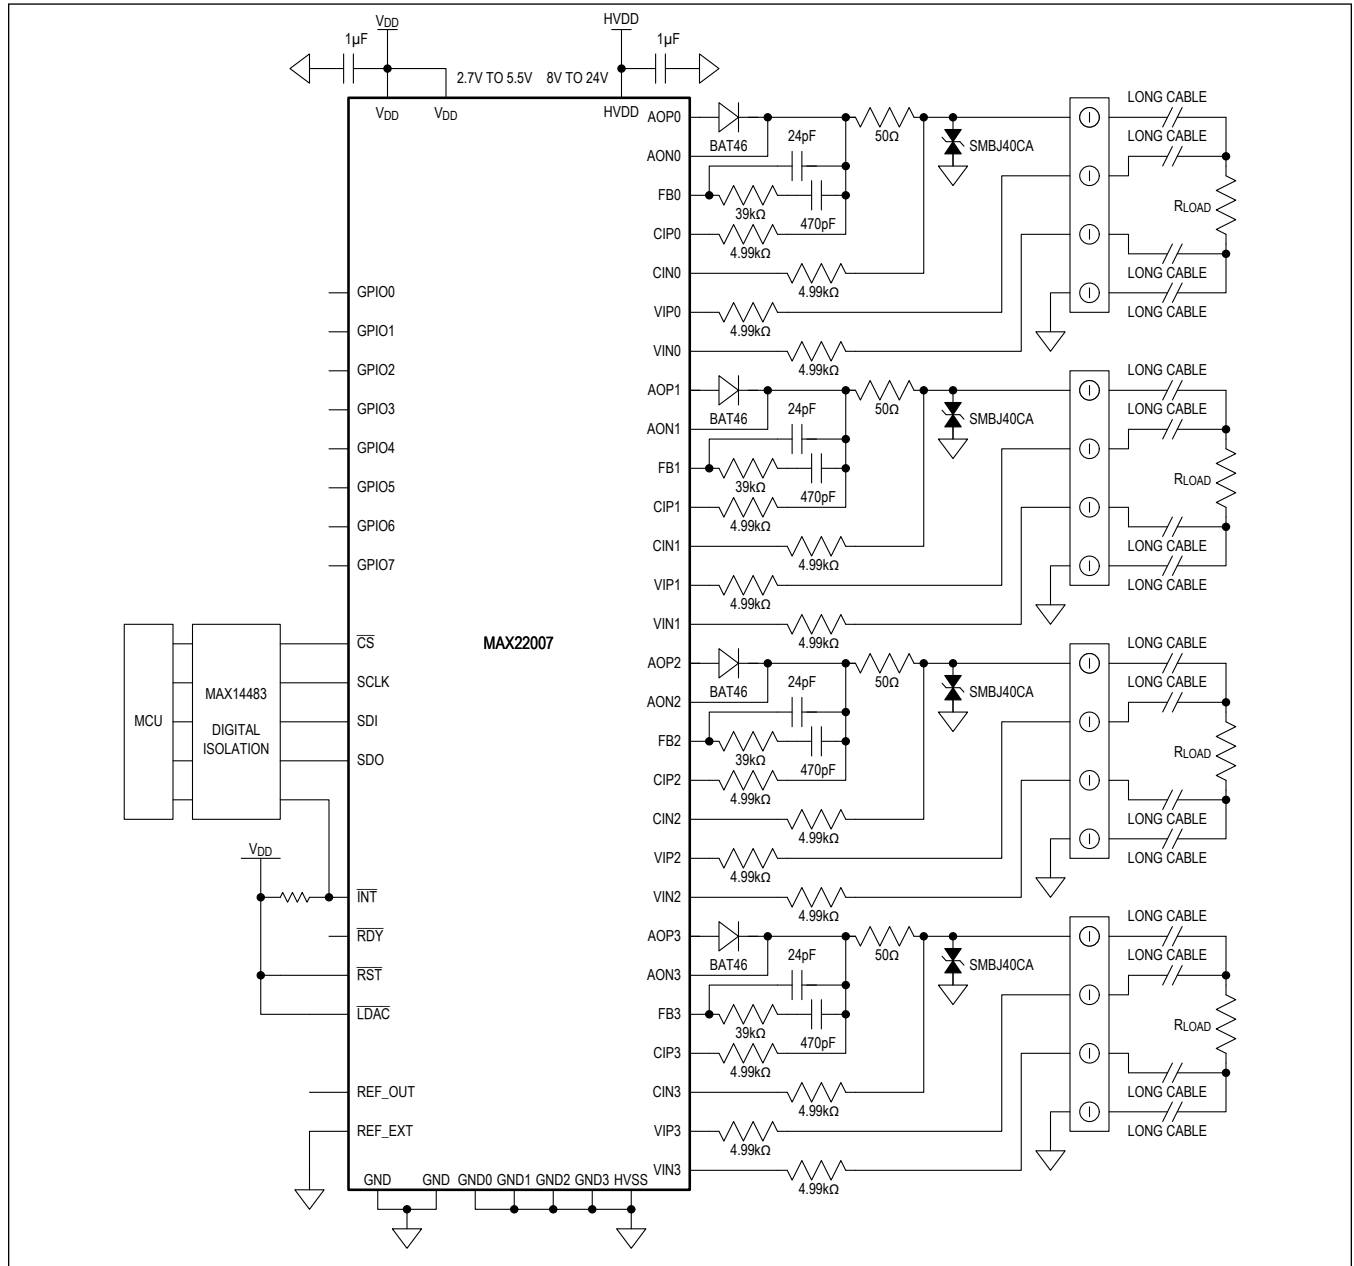 VDD
HVDD
1µF
1µF
2.7V TO 5.5V
8V TO 24V
VDD
VDD
HVDD
MAX22007
GPIO0
GPIO1
GPIO2
GPIO3
GPIO4
GPIO5
GPIO6
GPIO7
MCU
MAX14483
DIGITAL
ISOLATION
CS
SCLK
SDI
SDO
VDD
INT
RDY
RST
LDAC
REF_OUT
REF_EXT
GND
GND
GND0
GND1
GND2
GND3
HVSS
AOP0
BAT46
AON0
24pF
50Ω
SMBJ40CA
FB0
39kΩ
470pF
CIP0
4.99kΩ
CIN0
4.99kΩ
VIP0
4.99kΩ
VIN0
4.99kΩ
LONG CABLE
LONG CABLE
RLOAD
LONG CABLE
LONG CABLE
AOP1
BAT46
AON1
24pF
50Ω
SMBJ40CA
FB1
39kΩ
470pF
CIP1
4.99kΩ
CIN1
4.99kΩ
VIP1
4.99kΩ
VIN1
4.99kΩ
LONG CABLE
LONG CABLE
RLOAD
LONG CABLE
LONG CABLE
AOP2
BAT46
AON2
24pF
50Ω
SMBJ40CA
FB2
39kΩ
470pF
CIP2
4.99kΩ
CIN2
4.99kΩ
VIP2
4.99kΩ
VIN2
4.99kΩ
LONG CABLE
LONG CABLE
RLOAD
LONG CABLE
LONG CABLE
AOP3
BAT46
AON3
24pF
50Ω
SMBJ40CA
FB3
39kΩ
470pF
CIP3
4.99kΩ
CIN3
4.99kΩ
VIP3
4.99kΩ
VIN3
4.99kΩ
LONG CABLE
LONG CABLE
RLOAD
LONG CABLE
LONG CABLE